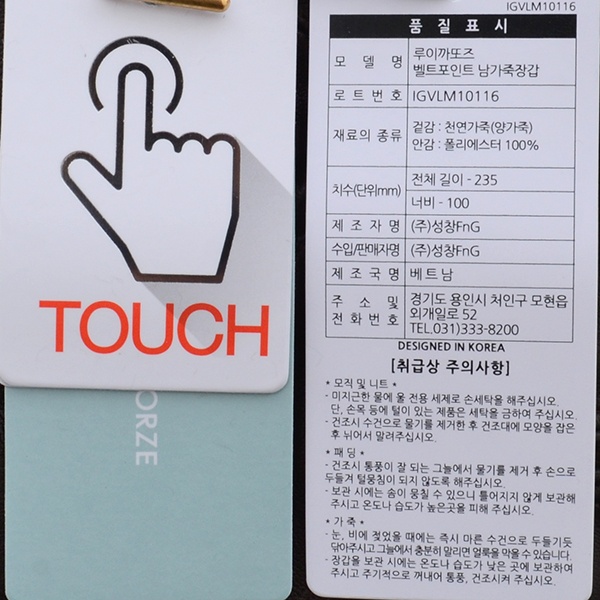 TOUCH
ORZE
IGVLM10116
품 질 표 시
모 델 명 루이까또즈
벨트포인트 남가죽장갑
로트번호 IGVLM10116
재료의 종류 겉감 : 천연가죽(양가죽)
안감 : 폴리에스터 100%
치수(단위mm) 전체 길이 - 235
너비 - 100
제 조 자 명 (주)성창FnG
수입/판매자명 (주)성창FnG
제 조 국 명 베트남
주 소 및 경기도 용인시 처인구 모현읍
전 화 번 호 외개일로 52
TEL.031)333-8200
DESIGNED IN KOREA
[취급상 주의사항]
* 모직 및 니트 *
- 미지근한 물에 울 전용 세제로 손세탁을 해주십시오.
단, 손목 등에 털이 있는 제품은 세탁을 금하여 주십시오.
- 건조시 수건으로 물기를 제거한 후 건조대에 모양을 잡은
후 뉘어서 말려주십시오.
* 패 딩 *
- 건조시 통풍이 잘 되는 그늘에서 물기를 제거 후 손으로
두들겨 털뭉침이 되지 않도록 해주십시오.
- 보관 시에는 솜이 뭉칠 수 있으니 틀어지지 않게 보관해
주시고 온도나 습도가 높은곳을 피해 주십시오.
* 가 죽 *
- 눈, 비에 젖었을 때에는 즉시 마른 수건으로 두들기듯
닦아주시고 그늘에서 충분히 말리면 얼룩을 막을 수 있습니다.
- 장갑을 보관 시에는 온도나 습도가 낮은 곳에 보관하여
주시고 주기적으로 꺼내어 통풍, 건조시켜 주십시오.